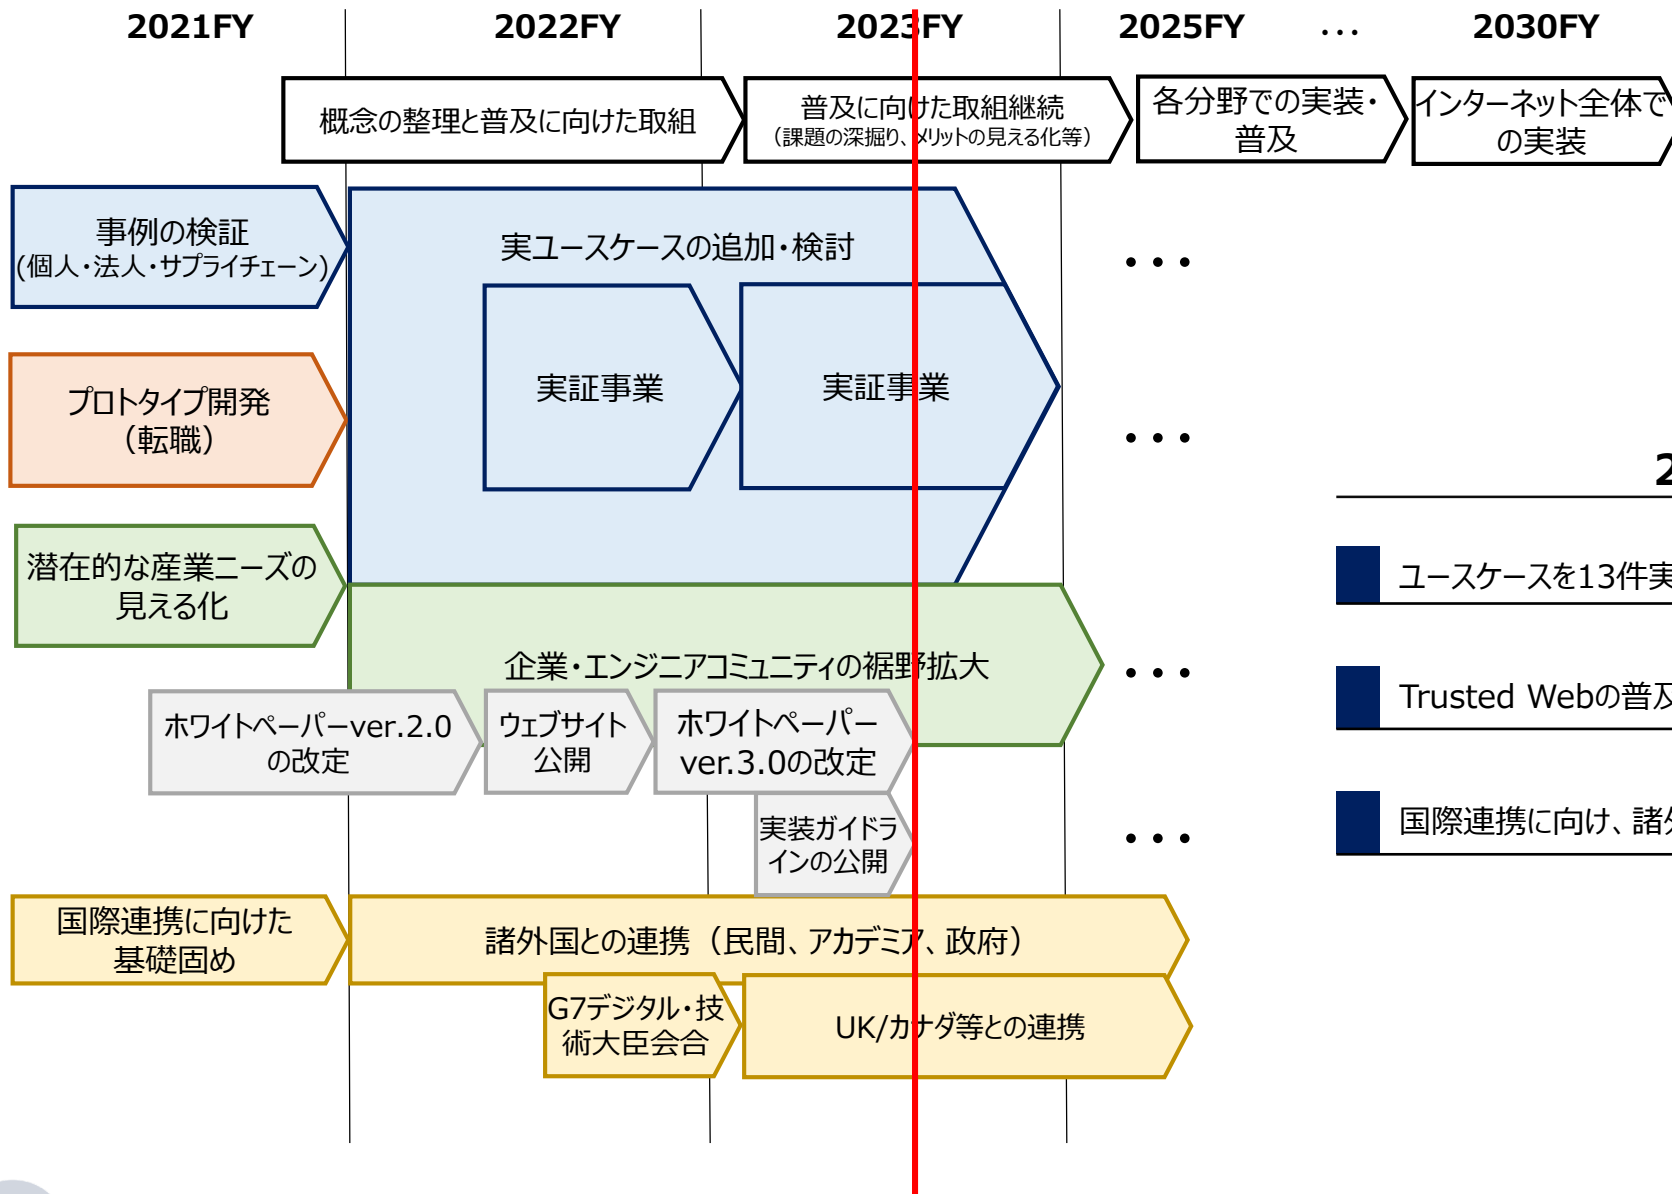 2021FY
2022FY
2023FY
2025FY
...
2030FY
概念の整理と普及に向けた取組
普及に向けた取組継続
（課題の深掘り、メリットの見える化等）
各分野での実装・
普及
インターネット全体で
の実装
事例の検証
(個人・法人・サプライチェーン)
実ユースケースの追加・検討
...
実証事業
実証事業
プロトタイプ開発
（転職）
...
2
潜在的な産業ニーズの
見える化
ユースケースを13件実
企業・エンジニアコミュニティの裾野拡大
...
Trusted Webの普及
ホワイトペーパーver.2.0
の改定
ウェブサイト
公開
ホワイトペーパー
ver.3.0の改定
実装ガイドラ
インの公開
...
国際連携に向け、諸外
国際連携に向けた
基礎固め
諸外国との連携（民間、アカデミア、政府）
G7デジタル・技
術大臣会合
UK/カナダ等との連携